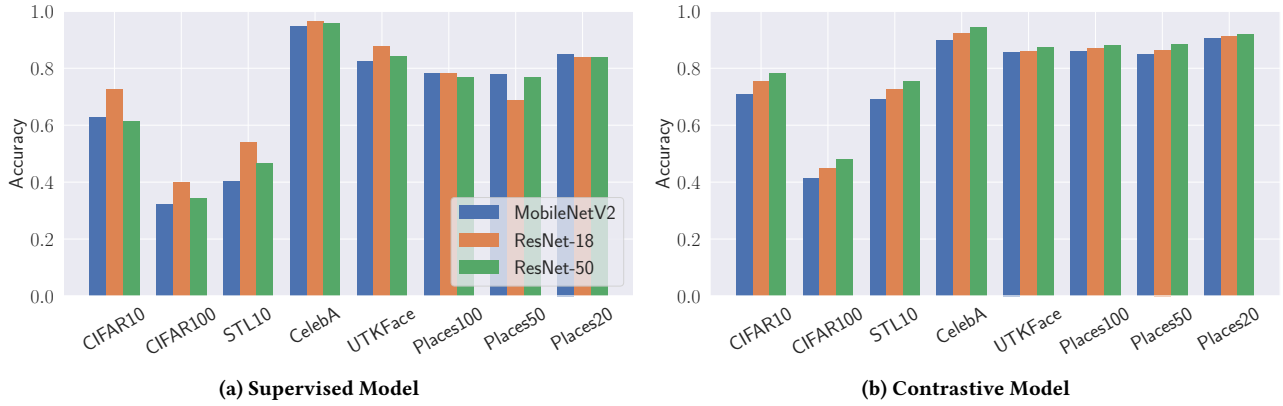 1.0
0.8
0.6
0.4
0.2
0.0
Accuracy
MobileNetV2
ResNet-18
ResNet-50
CIFAR10
CIFAR100
STL10
CelebA
UTKFace
Places100
Places50
Places20
(a) Supervised Model
1.0
0.8
0.6
0.4
0.2
0.0
Accuracy
CIFAR10
CIFAR100
STL10
CelebA
UTKFace
Places100
Places50
Places20
(b) Contrastive Model